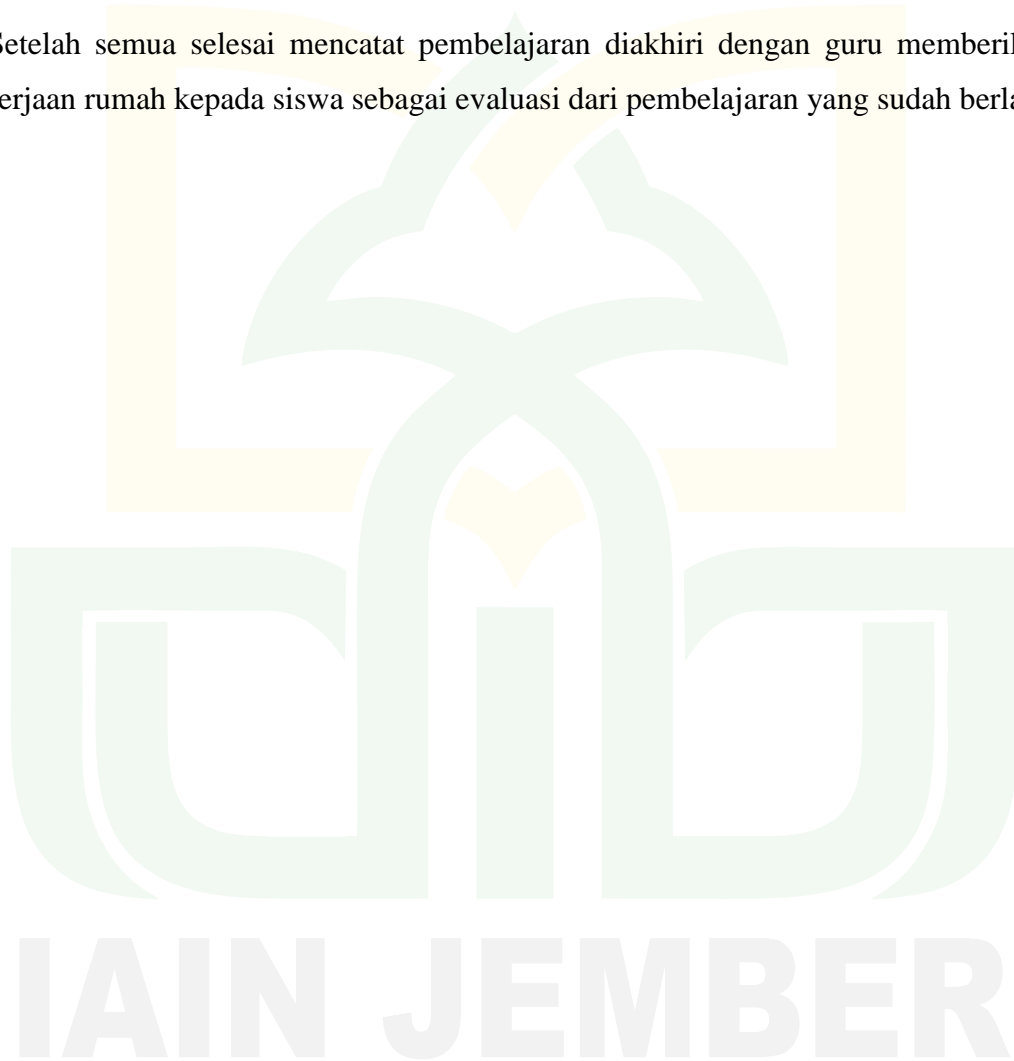 Setelah semua selesai mencatat pembelajaran diakhiri dengan guru
rumah kepada siswa sebagai evaluasi dari pembelajaran yang sudah
IAIN JEMBER